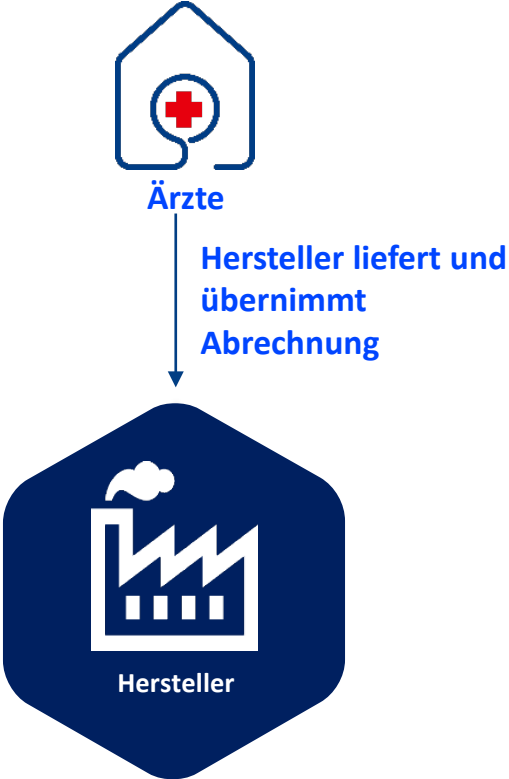 Ärzte
Hersteller liefert und
übernimmt
Abrechnung
Hersteller